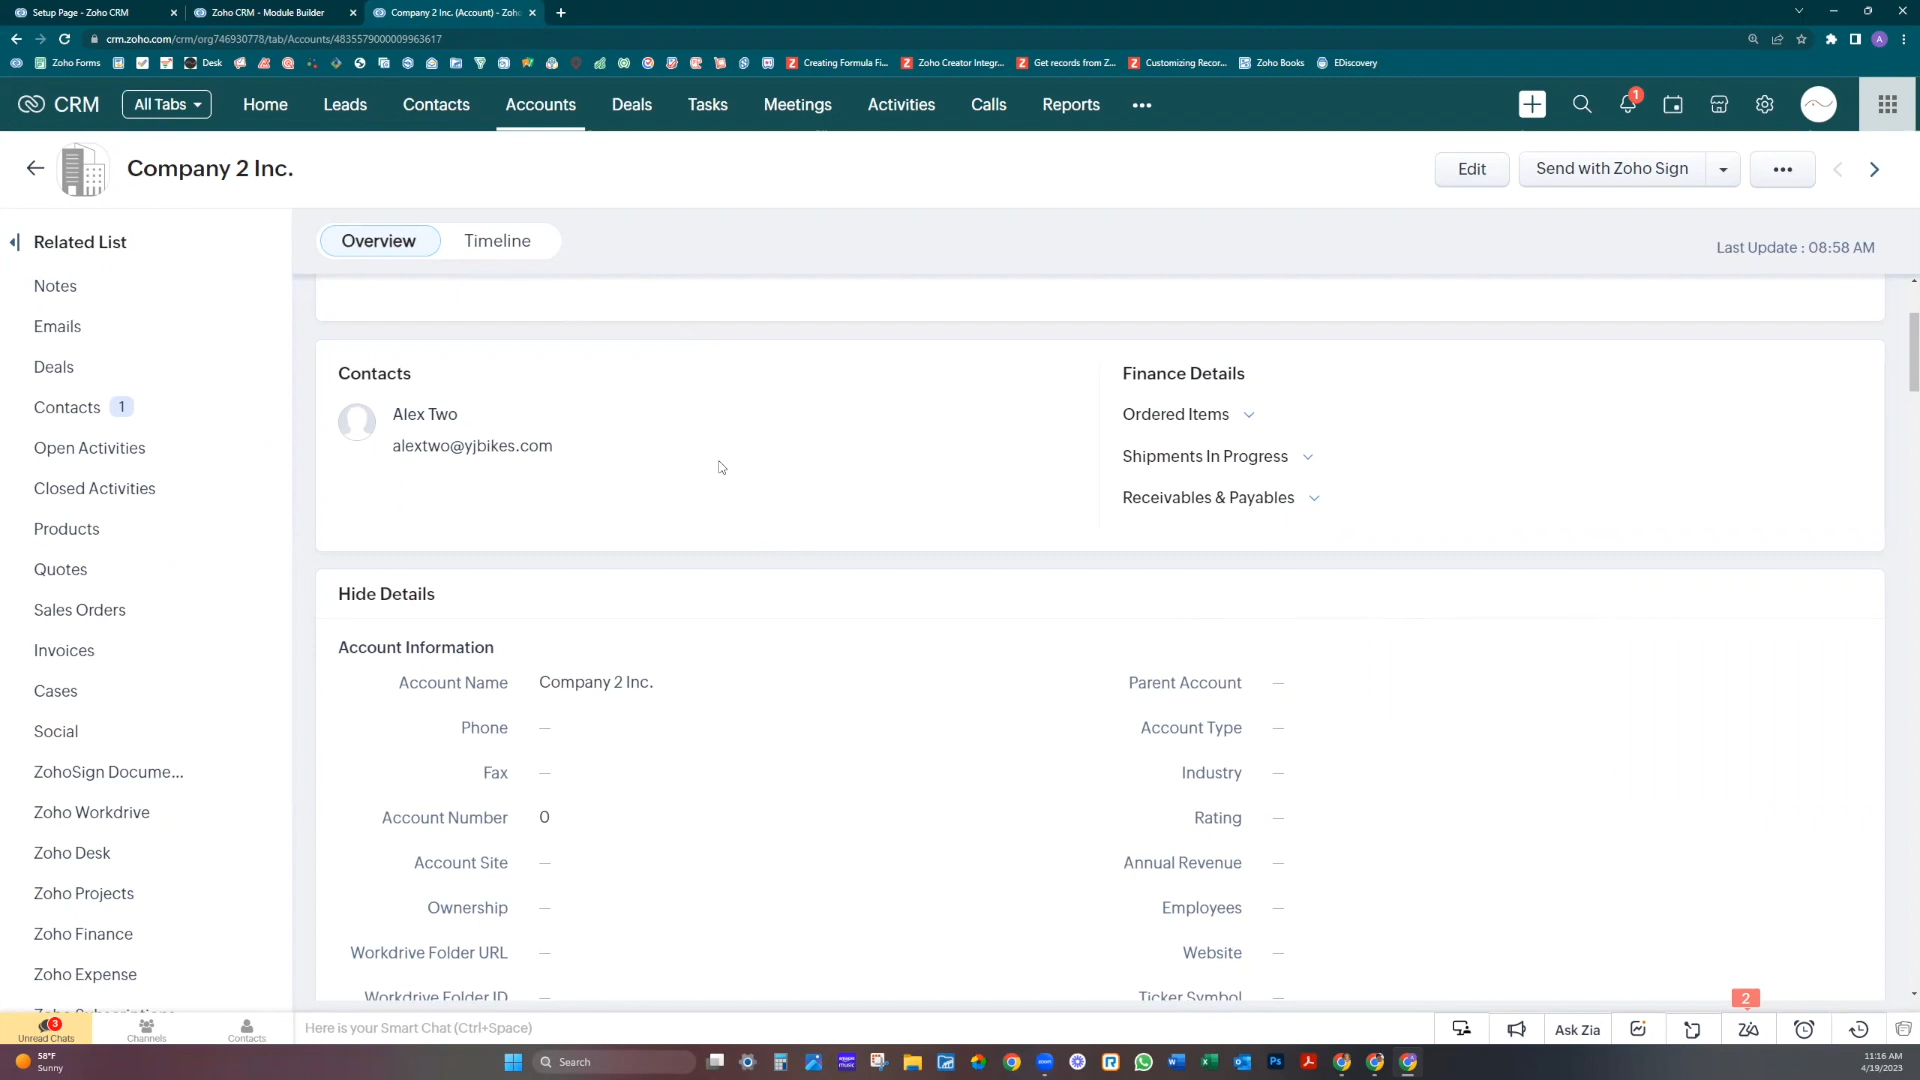 Setup Page - Zoho CRM
Zoho CRM - Module Builder
Company 2 Inc. (Account) - Zoho
crm.zoho.com/crm/org746930778/tab/Accounts/4835579000009963617
A
Zoho Forms
Desk
Creating Formula Fi...
Zoho Creator Integr...
Get records from Z...
Customizing Recor...
Zoho Books
EDiscovery
CRM
All Tabs
Home
Leads
Contacts
Accounts
Deals
Tasks
Meetings
Activities
Calls
Reports
1
Company 2 Inc.
Edit
Send with Zoho Sign
Related List
Notes
Emails
Deals
Contacts 1
Open Activities
Closed Activities
Products
Quotes
Sales Orders
Invoices
Cases
Social
ZohoSign Docume...
Zoho Workdrive
Zoho Desk
Zoho Projects
Zoho Finance
Zoho Expense
Overview
Timeline
Last Update : 08:58 AM
Contacts
Alex Two
alextwo@yjbikes.com
Finance Details
Ordered Items
Shipments In Progress
Receivables & Payables
Hide Details
Account Information
Account Name Company 2 Inc.
Parent Account —
Phone —
Account Type —
Fax —
Industry —
Account Number 0
Rating —
Account Site —
Annual Revenue —
Ownership —
Employees —
Workdrive Folder URL —
Website —
Workdrive Folder ID —
Ticker Symbol —
2
3
Unread Chats
Channels
Contacts
Here is your Smart Chat (Ctrl+Space)
Ask Zia
58°F
Sunny
Search
11:16 AM
4/19/2023